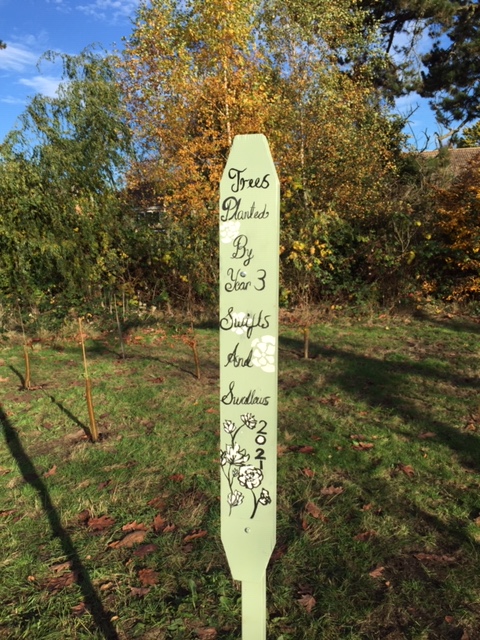 Trees
Planted
By
Year 3
Swifts
And
Swallows
2021